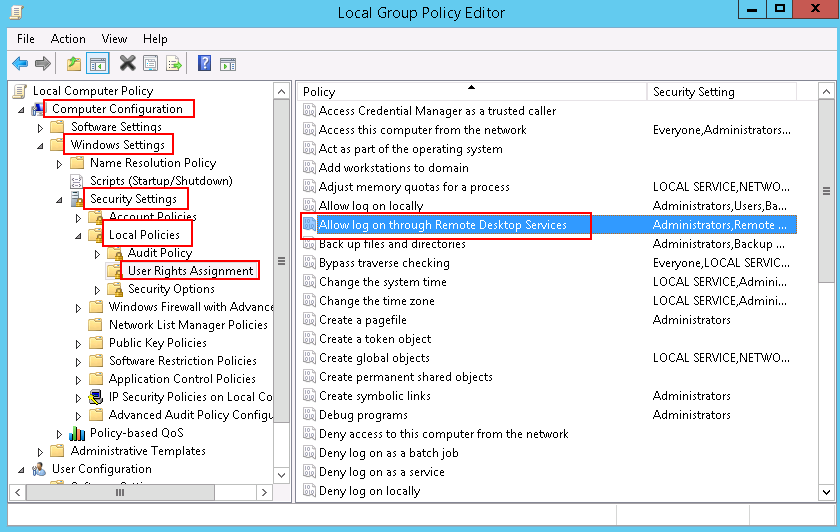 Local Group Policy Editor
File Action View Help
Local Computer Policy
Computer Configuration
Software Settings
Windows Settings
Name Resolution Policy
Scripts (Startup/Shutdown)
Security Settings
Account Policies
Local Policies
Audit Policy
User Rights Assignment
Security Options
Windows Firewall with Advance
Network List Manager Policies
Public Key Policies
Software Restriction Policies
Application Control Policies
IP Security Policies on Local Co
Advanced Audit Policy Configu
Policy-based QoS
Administrative Templates
User Configuration
Policy Security Setting
Access Credential Manager as a trusted caller
Access this computer from the network Everyone,Administrators...
Act as part of the operating system
Add workstations to domain
Adjust memory quotas for a process LOCAL SERVICE,NETWO...
Allow log on locally Administrators,Users,Ba...
Allow log on through Remote Desktop Services Administrators,Remote ...
Back up files and directories Administrators,Backup ...
Bypass traverse checking Everyone,LOCAL SERVICE...
Change the system time LOCAL SERVICE,Admini...
Change the time zone LOCAL SERVICE,Admini...
Create a pagefile Administrators
Create a token object
Create global objects LOCAL SERVICE,NETWO...
Create permanent shared objects
Create symbolic links Administrators
Debug programs Administrators
Deny access to this computer from the network
Deny log on as a batch job
Deny log on as a service
Deny log on locally